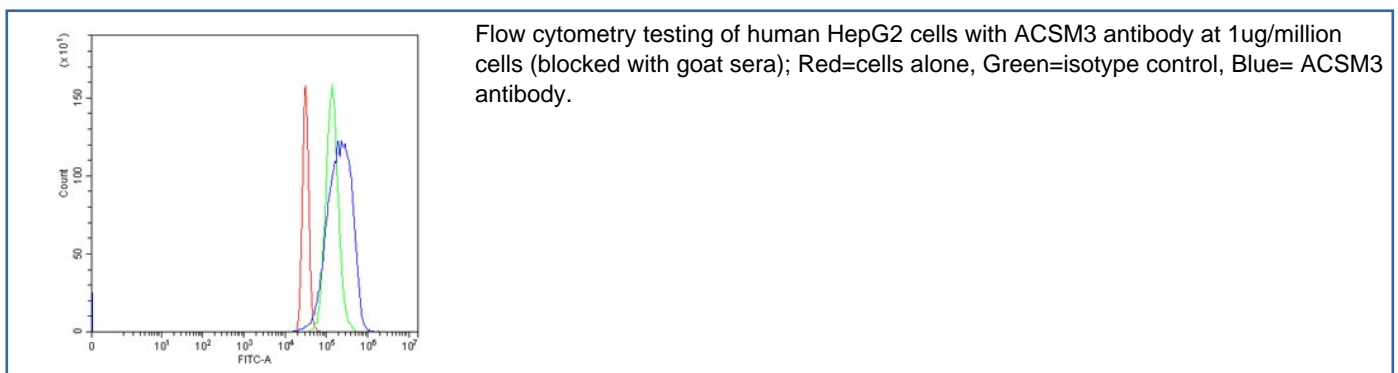 Flow cytometry testing of human HepG2 cells with ACSM3 antibody at 1ug/million
cells (blocked with goat sera); Red=cells alone, Green=isotype control, Blue= ACSM3
antibody.
(x10¹)
150
100
50
0
Count
0 10¹ 10² 10³ 10⁴ 10⁵ 10⁶ 10⁷
FITC-A